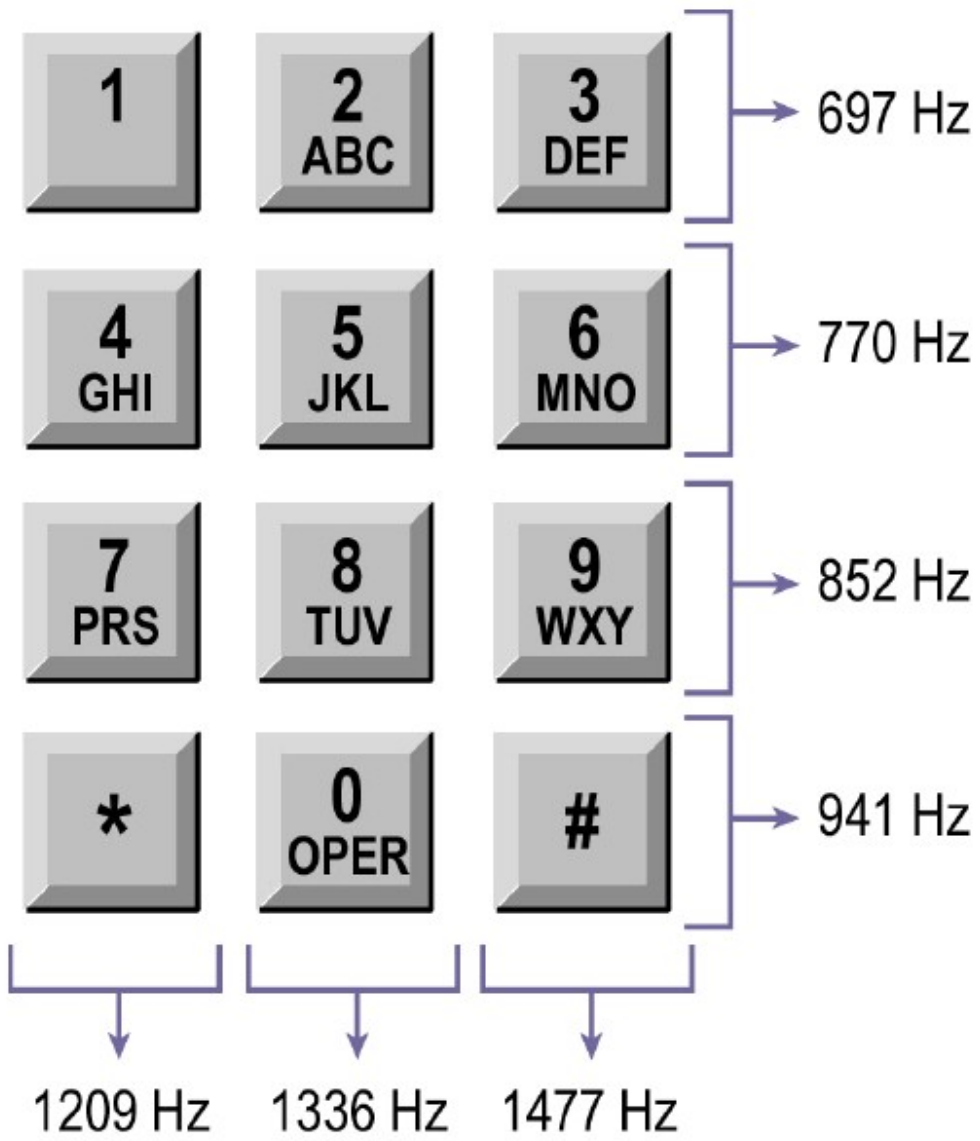 1 2 3 697 Hz
ABC DEF
4 5 6 770 Hz
GHI JKL MNO
7 8 9 852 Hz
PRS TUV WXY
* 0 # 941 Hz
OPER
1209 Hz 1336 Hz 1477 Hz